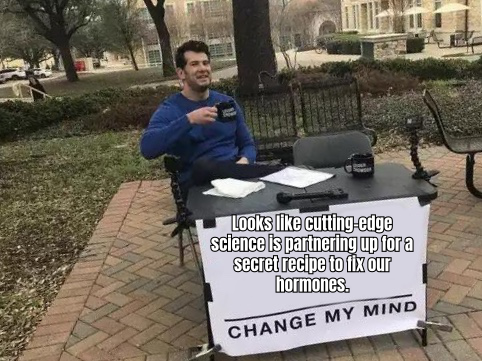 Looks like cutting-edge
science is partnering up for a
secret recipe to fix our
hormones.
CHANGE MY MIND